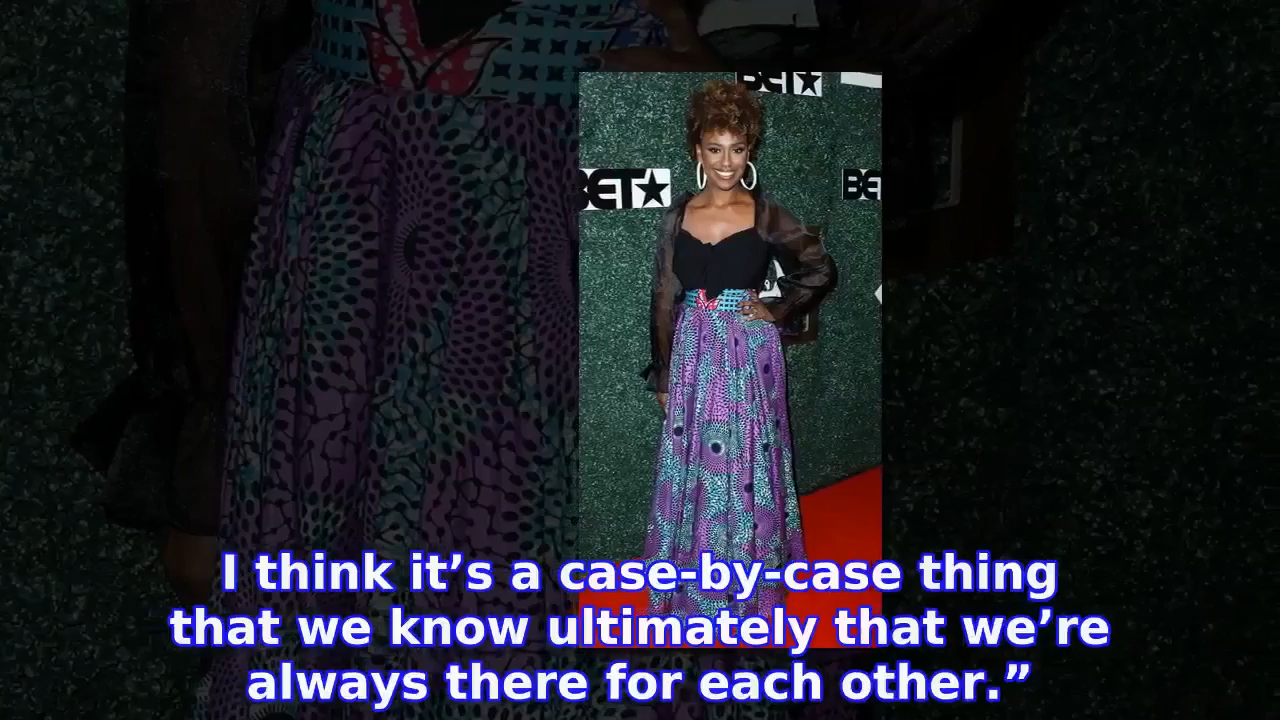 BET★
BET★
BE
I think it’s a case-by-case thing
that we know ultimately that we’re
always there for each other.”